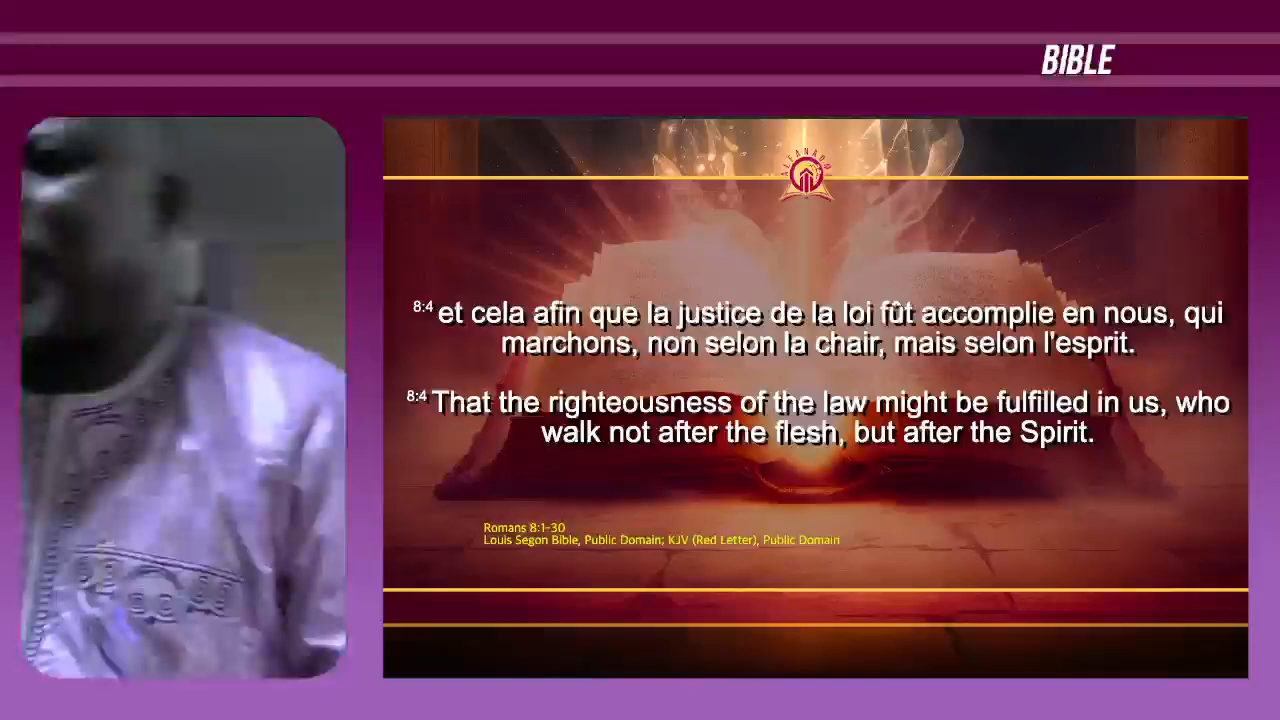 BIBLE
8:4 et cela afin que la justice de la loi fût accomplie en nous, qui
marchons, non selon la chair, mais selon l'esprit.
8:4 That the righteousness of the law might be fulfilled in us, who
walk not after the flesh, but after the Spirit.
Romans 8:1-30
Louis Segon Bible, Public Domain; KJV (Red Letter), Public Domain